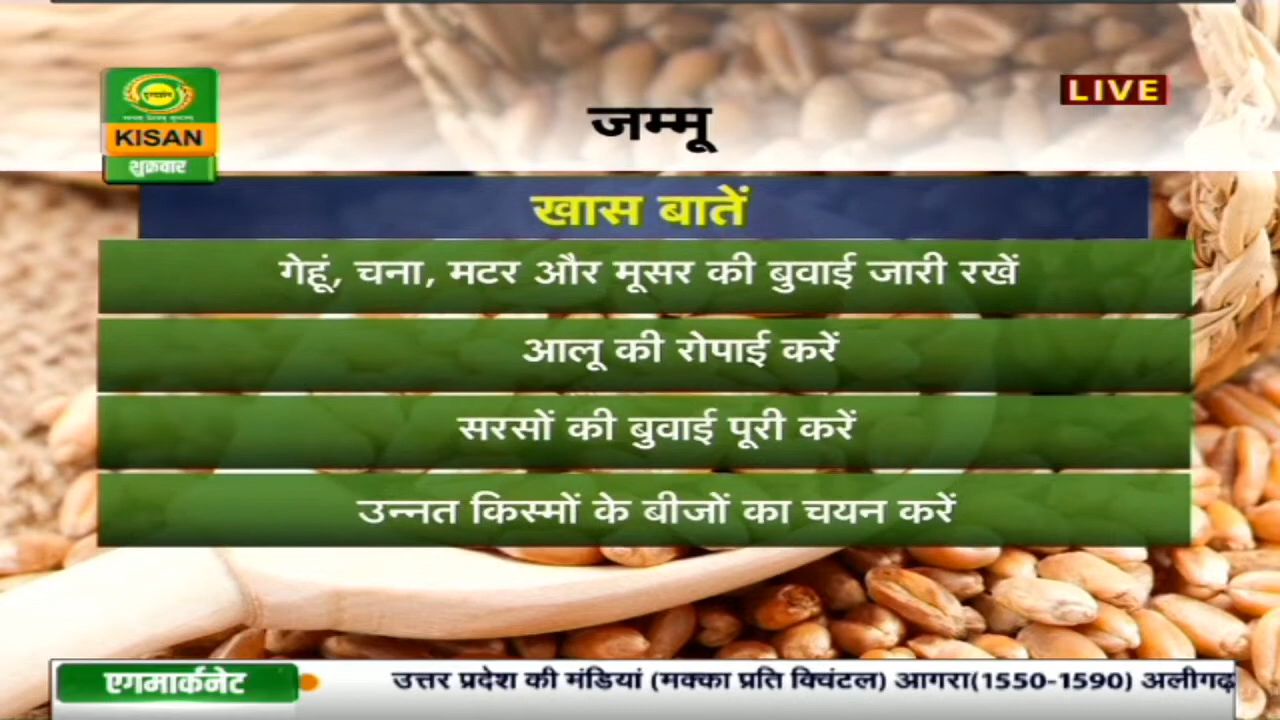 KISAN
शुक्रवार
LIVE
जम्मू
खास बातें
गेहूं, चना, मटर और मूसर की बुवाई जारी रखें
आलू की रोपाई करें
सरसों की बुवाई पूरी करें
उन्नत किस्मों के बीजों का चयन करें
एगमार्कनेट
उत्तर प्रदेश की मंडियां (मक्का प्रति क्विंटल) आगरा(1550-1590) अलीगढ़